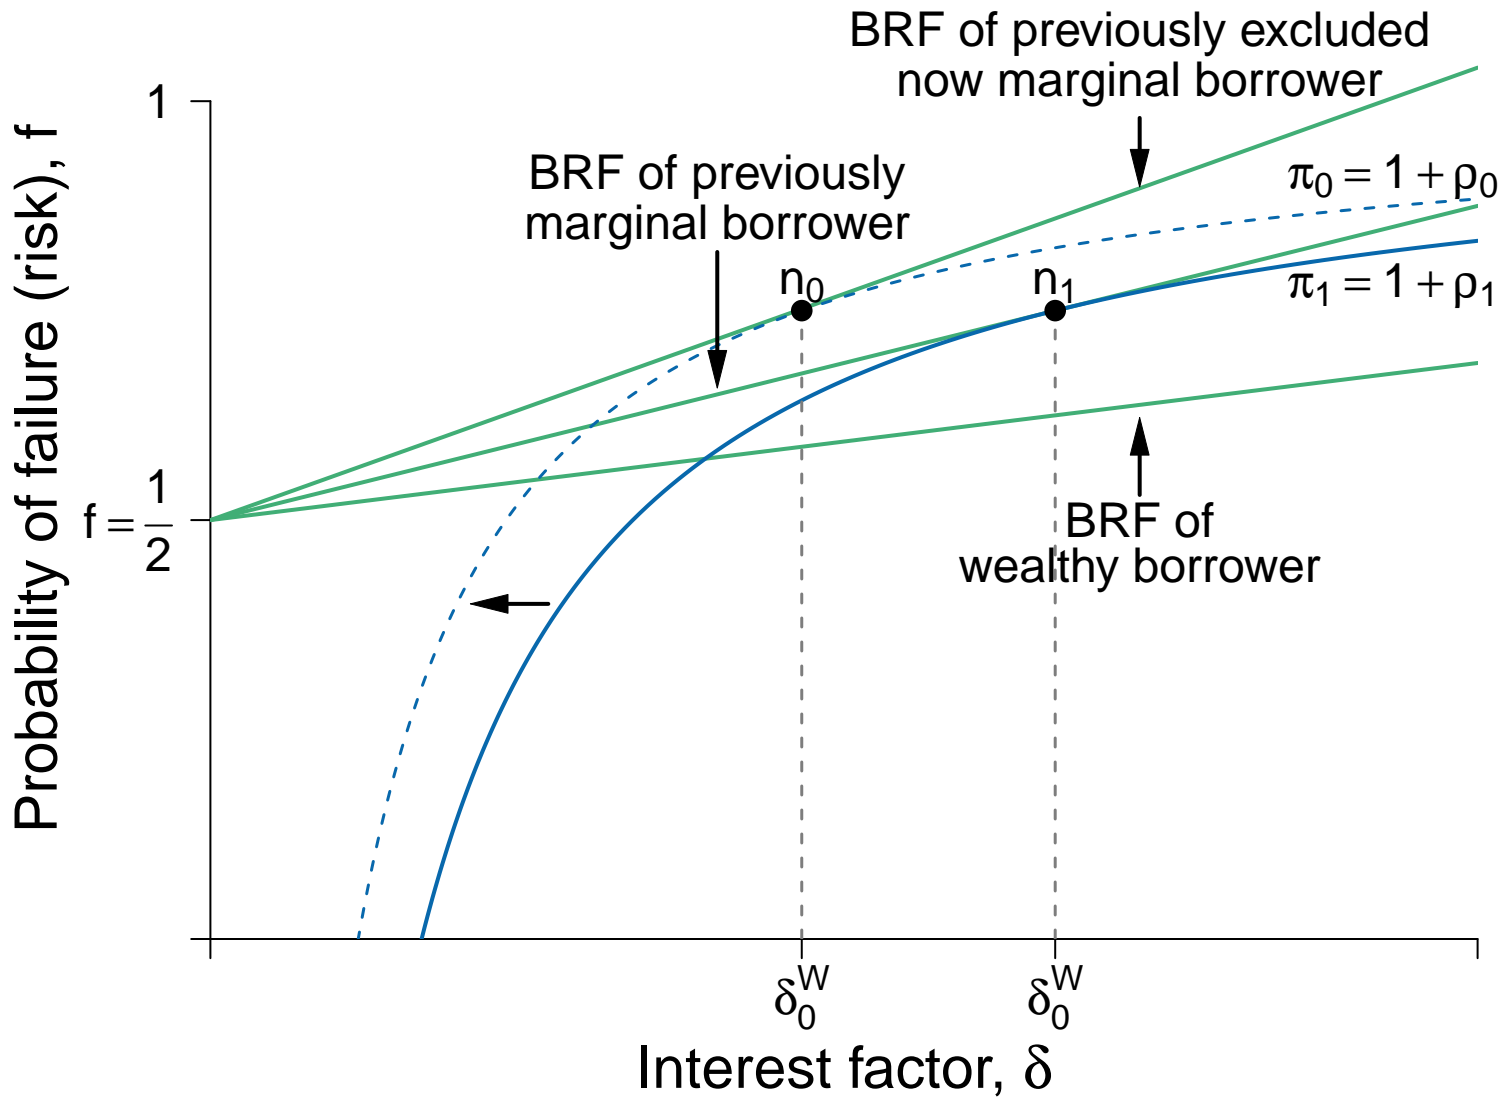 BRF of previously excluded
now marginal borrower
1
BRF of previously
marginal borrower
π₀ = 1 + ρ₀
n₀
n₁
π₁ = 1 + ρ₁
f = 1/2
BRF of
wealthy borrower
Probability of failure (risk), f
δ₀ᵂ
δ₀ᵂ
Interest factor, δ